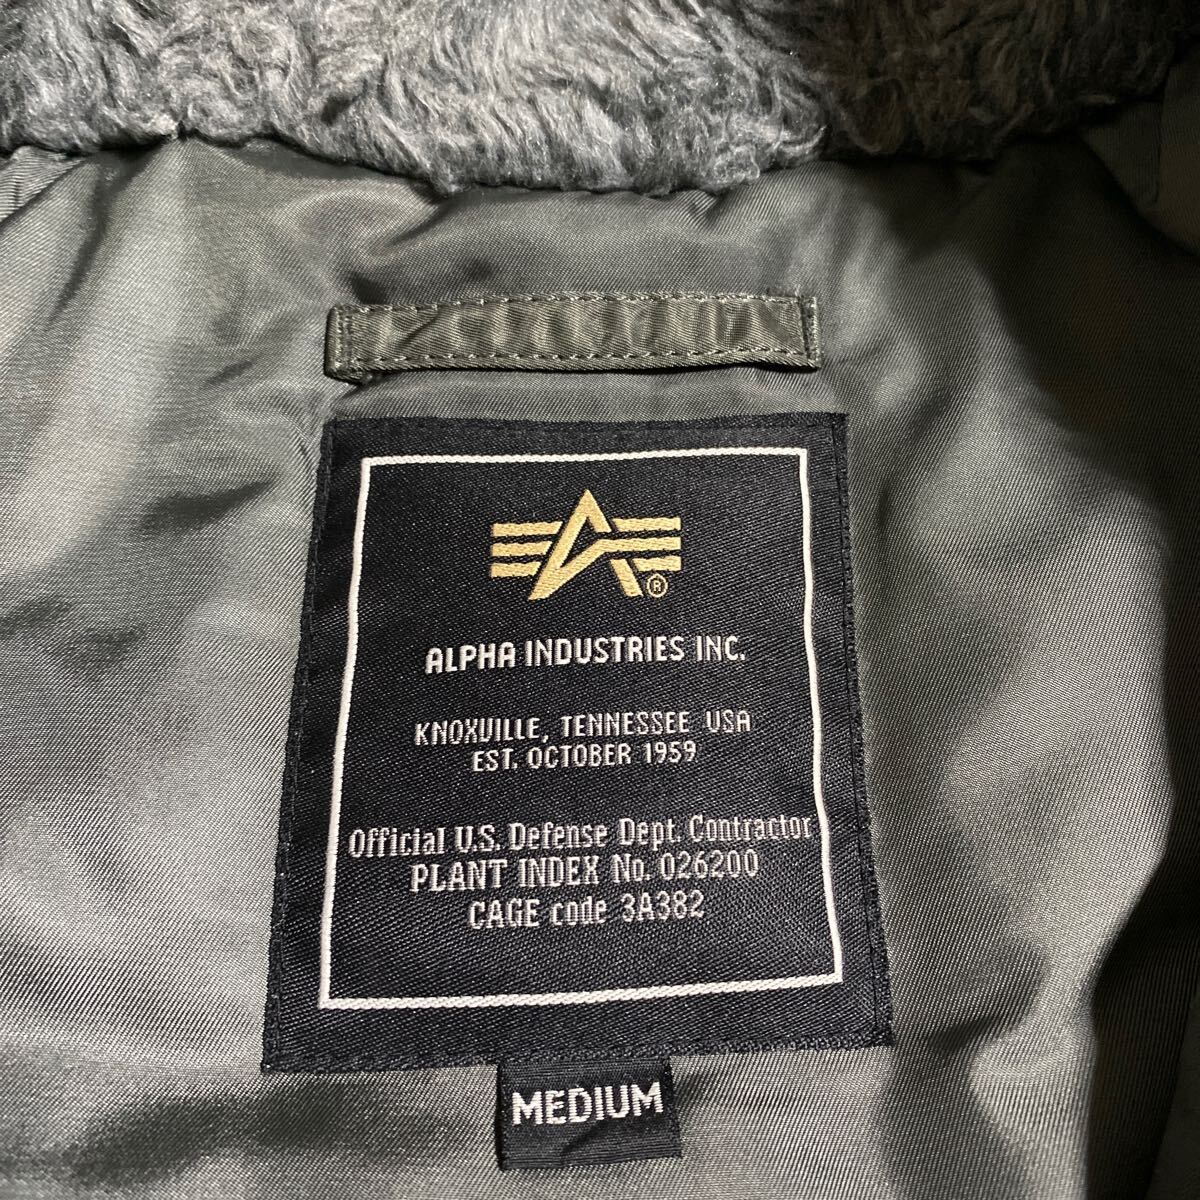 ®
ALPHA INDUSTRIES INC.
KNOXVILLE, TENNESSEE USA
EST. OCTOBER 1959
Official U.S. Defense Dept. Contractor
PLANT INDEX No. 026200
CAGE code 3A382
MEDIUM